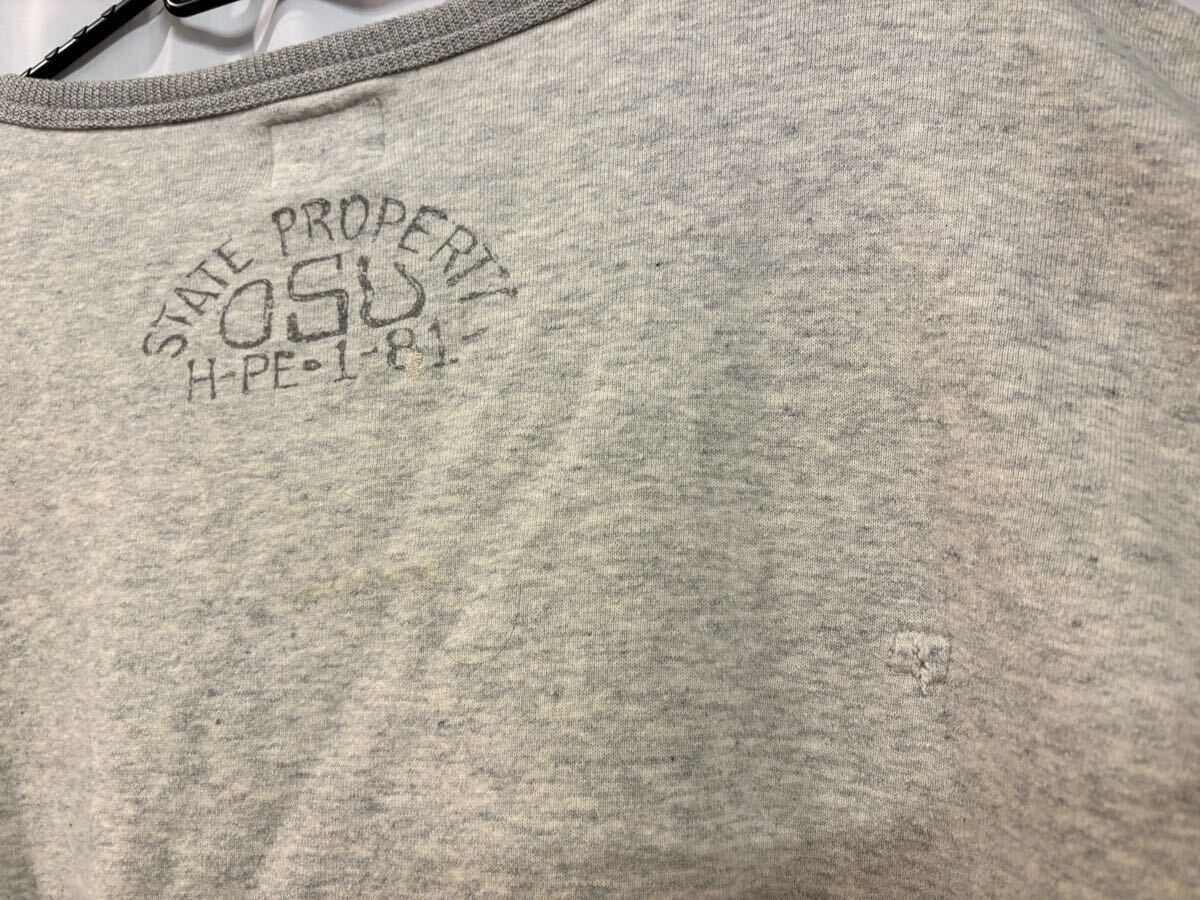 STATE PROPERTY
OSU
H-PE•1-81-